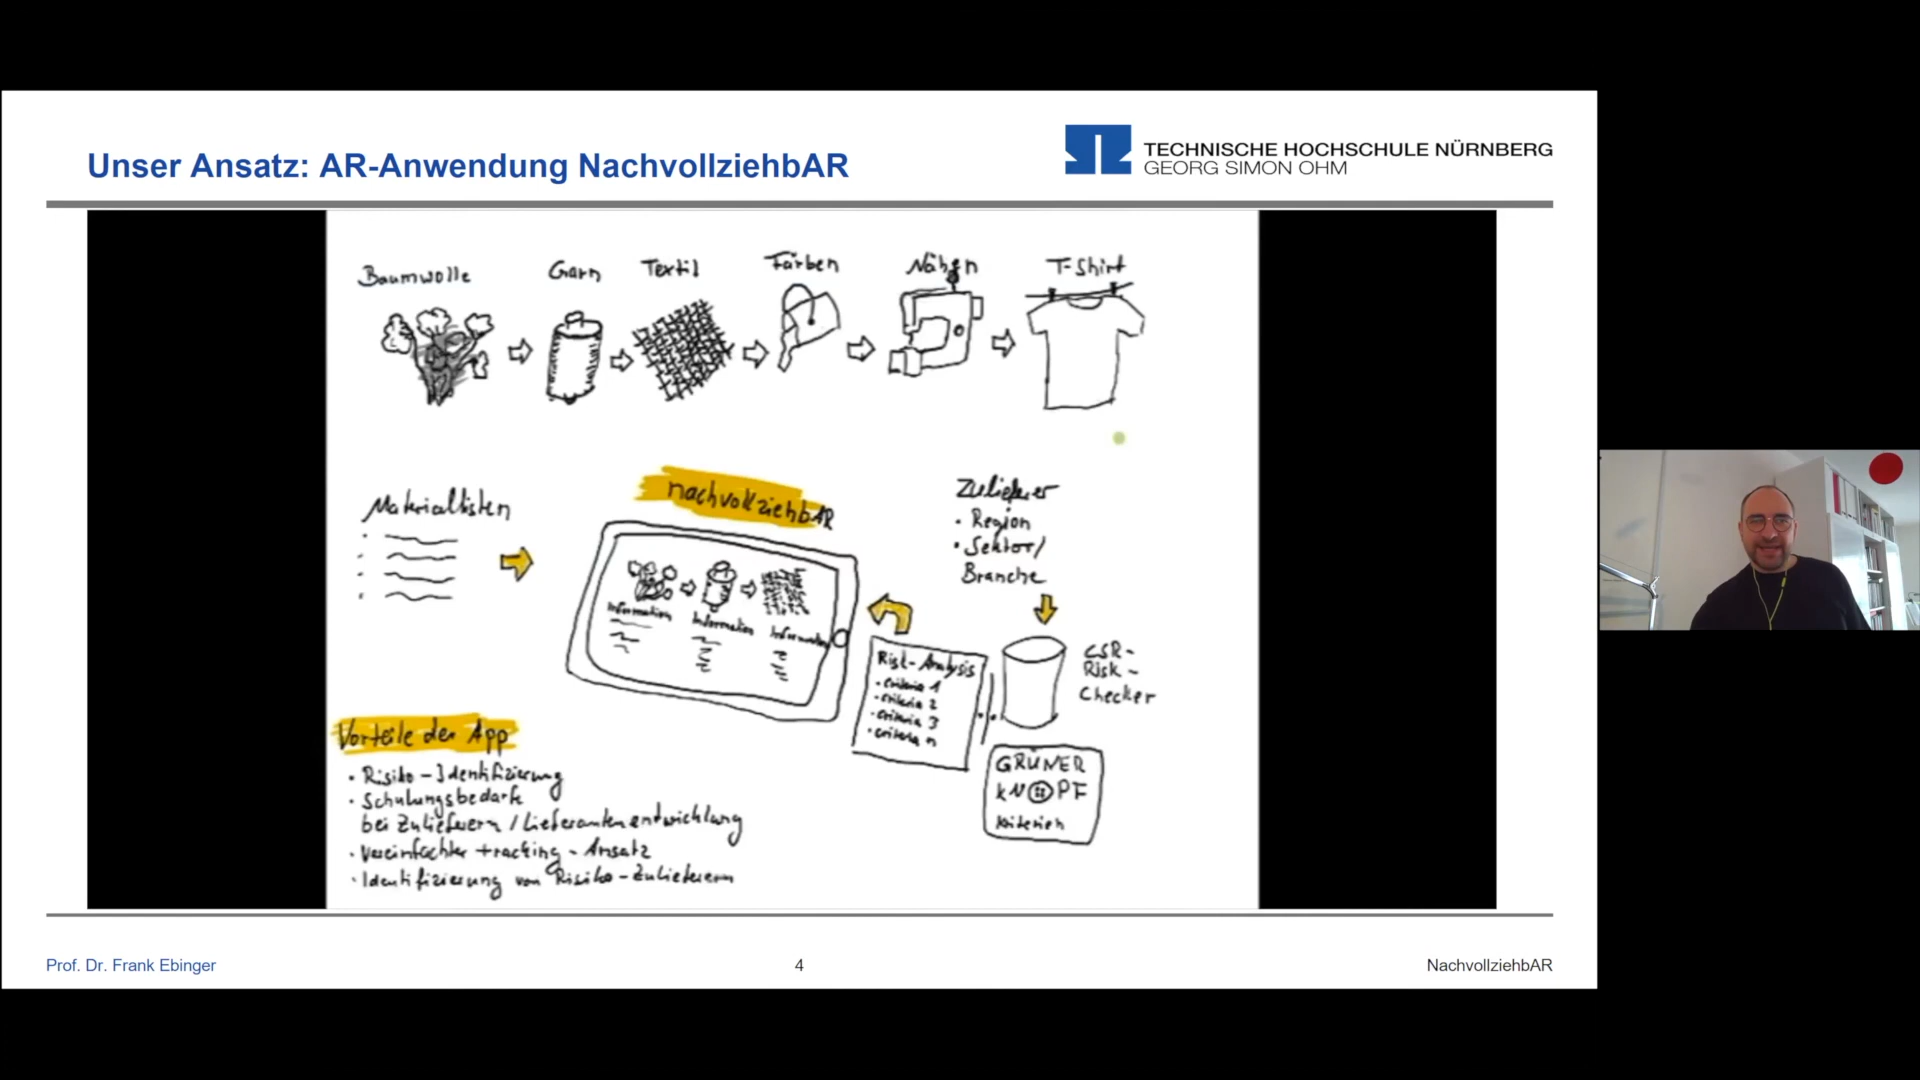 Unser Ansatz: AR-Anwendung NachvollziehbAR
TECHNISCHE HOCHSCHULE NÜRNBERG
GEORG SIMON OHM
Baumwolle
Garn
Textil
Färben
Nähen
T-Shirt
Materiallisten
nachvollziehbAR
Information
Information
Information
Zulieferer
• Region
• Sektor/
Branche
CSR-
Risk-
Checker
Risk-Analysis
• Criteria 1
• Criteria 2
• Criteria 3
• Criteria n
GRÜNER
KNOPF
Kriterien
Vorteile der App
• Risiko-Identifizierung
• Schulungsbedarfe
bei Zulieferern / Lieferantenentwicklung
• Vereinfachter tracking-Ansatz
• Identifizierung von Risiko-Zulieferern
Prof. Dr. Frank Ebinger
4
NachvollziehbAR